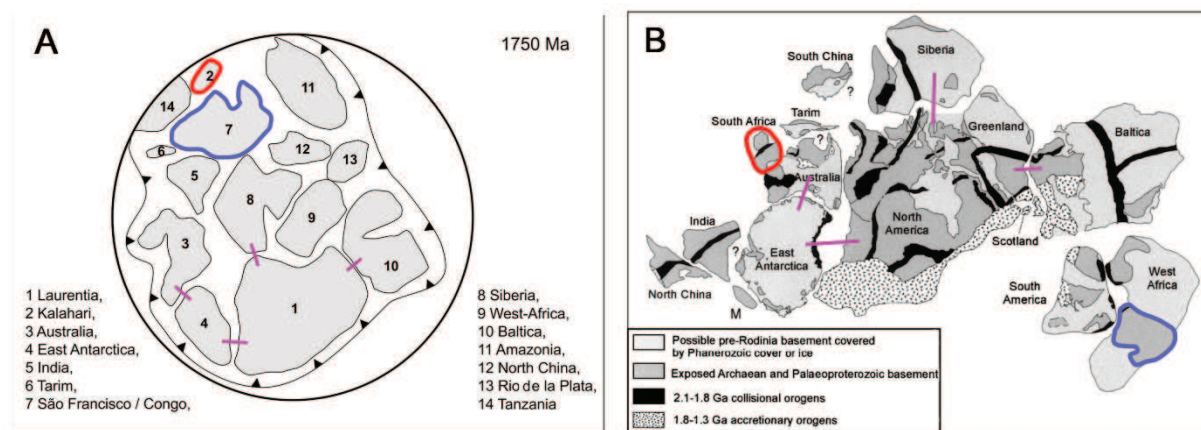 A
1750 Ma
2
11
14
7
6
12
13
5
8
9
3
10
1
4
1 Laurentia,
2 Kalahari,
3 Australia,
4 East Antarctica,
5 India,
6 Tarim,
7 São Francisco / Congo,
8 Siberia,
9 West-Africa,
10 Baltica,
11 Amazonia,
12 North China,
13 Rio de la Plata,
14 Tanzania
B
Siberia
South China
?
South Africa
Tarim
?
Greenland
Baltica
Australia
India
?
North
America
East
Antarctica
Scotland
North China
M
South
America
West
Africa
Possible pre-Rodinia basement covered
by Phanerozoic cover or ice
Exposed Archaean and Palaeoproterozoic basement
2.1-1.8 Ga collisional orogens
1.8-1.3 Ga accretionary orogens